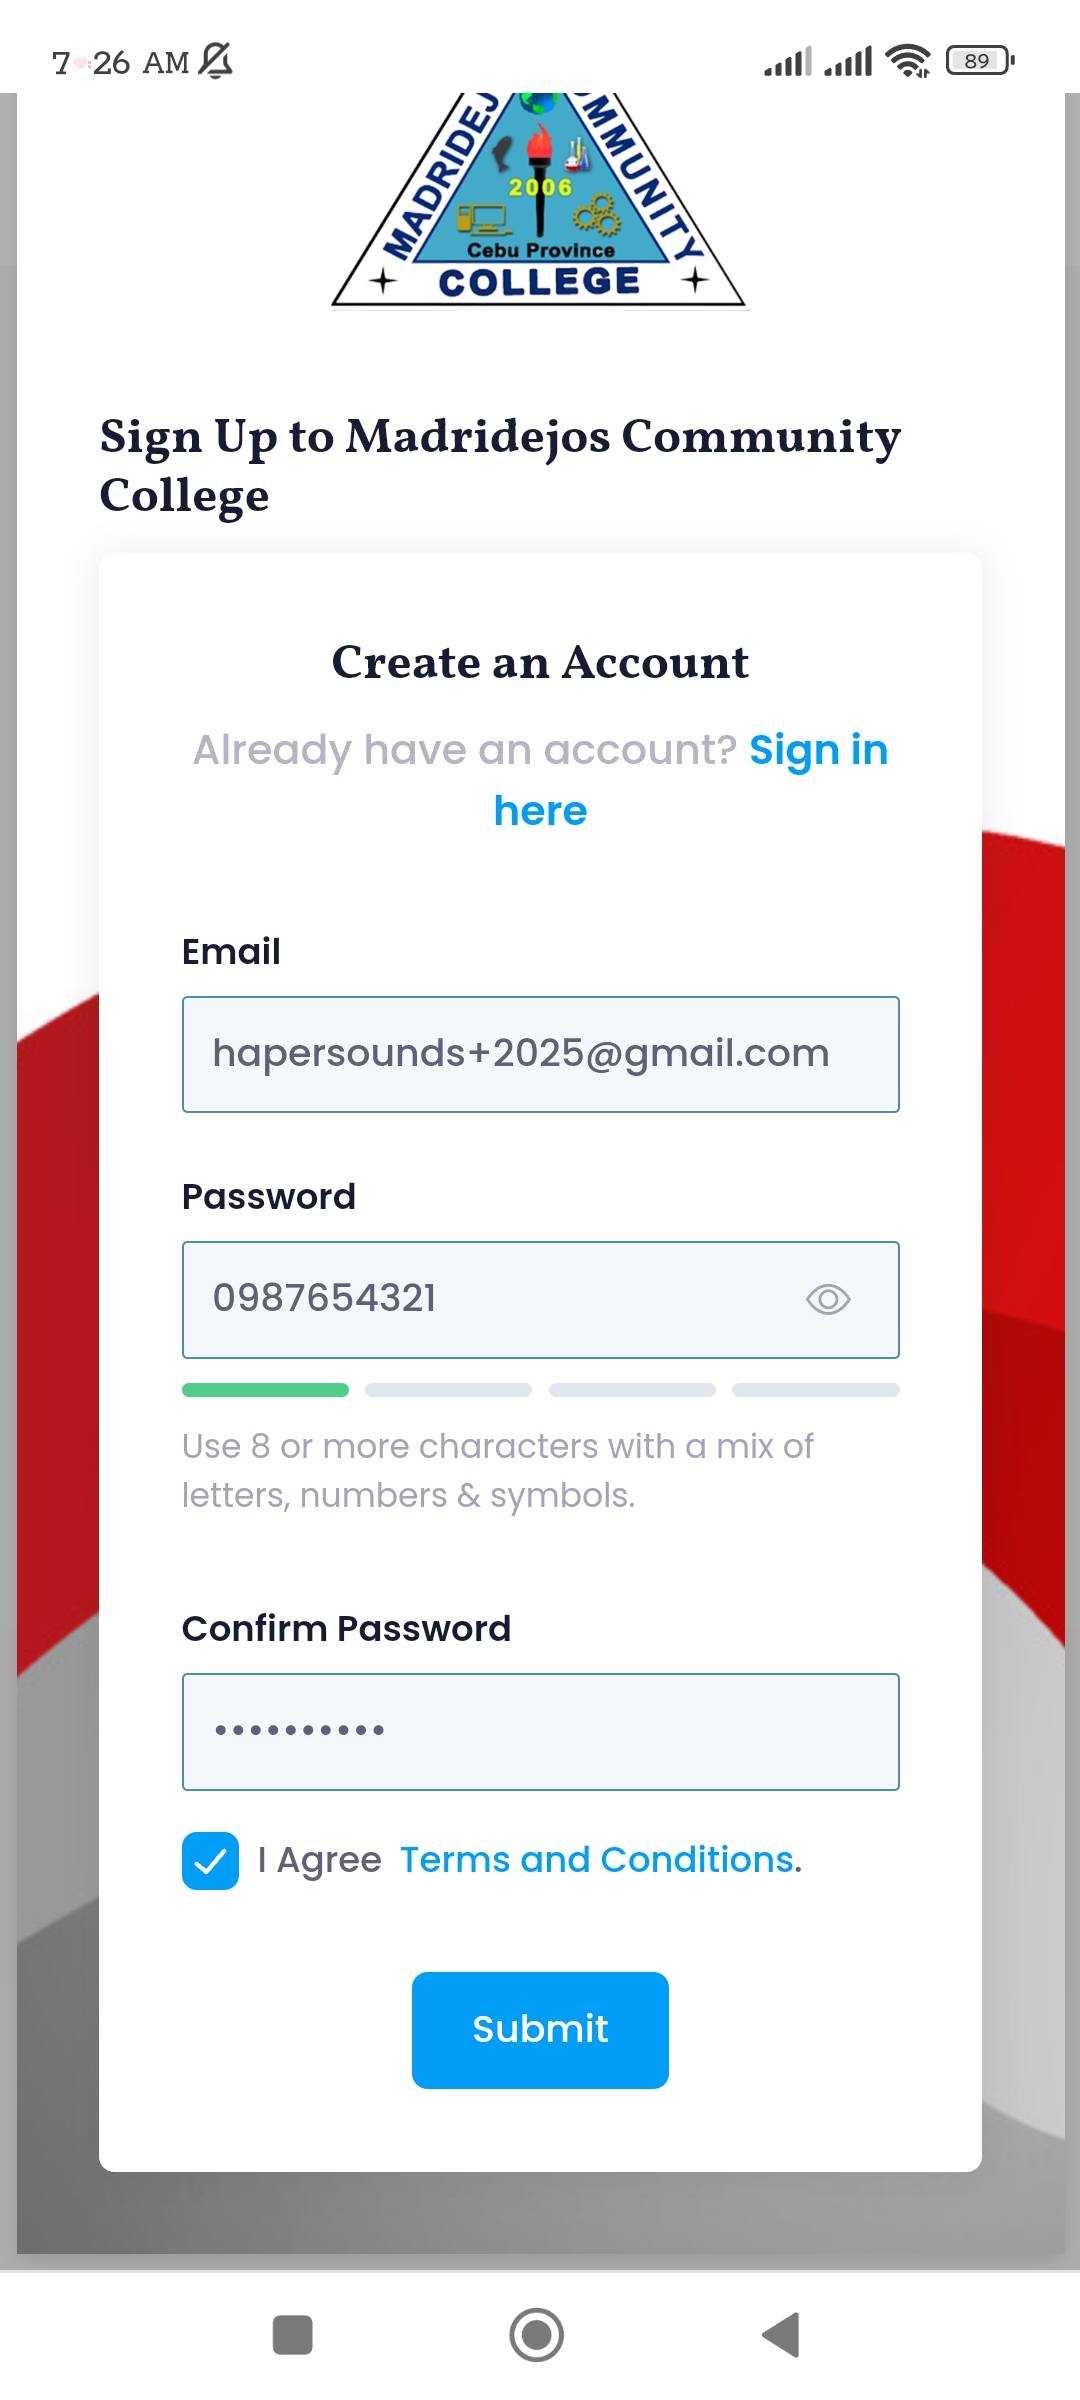 7:26 AM
89
MADRIDEJ
OMMUNITY
2006
Cebu Province
COLLEGE
Sign Up to Madridejos Community
College
Create an Account
Already have an account? Sign in
here
Email
hapersounds+2025@gmail.com
Password
0987654321
Use 8 or more characters with a mix of
letters, numbers & symbols.
Confirm Password
••••••••••
I Agree Terms and Conditions.
Submit